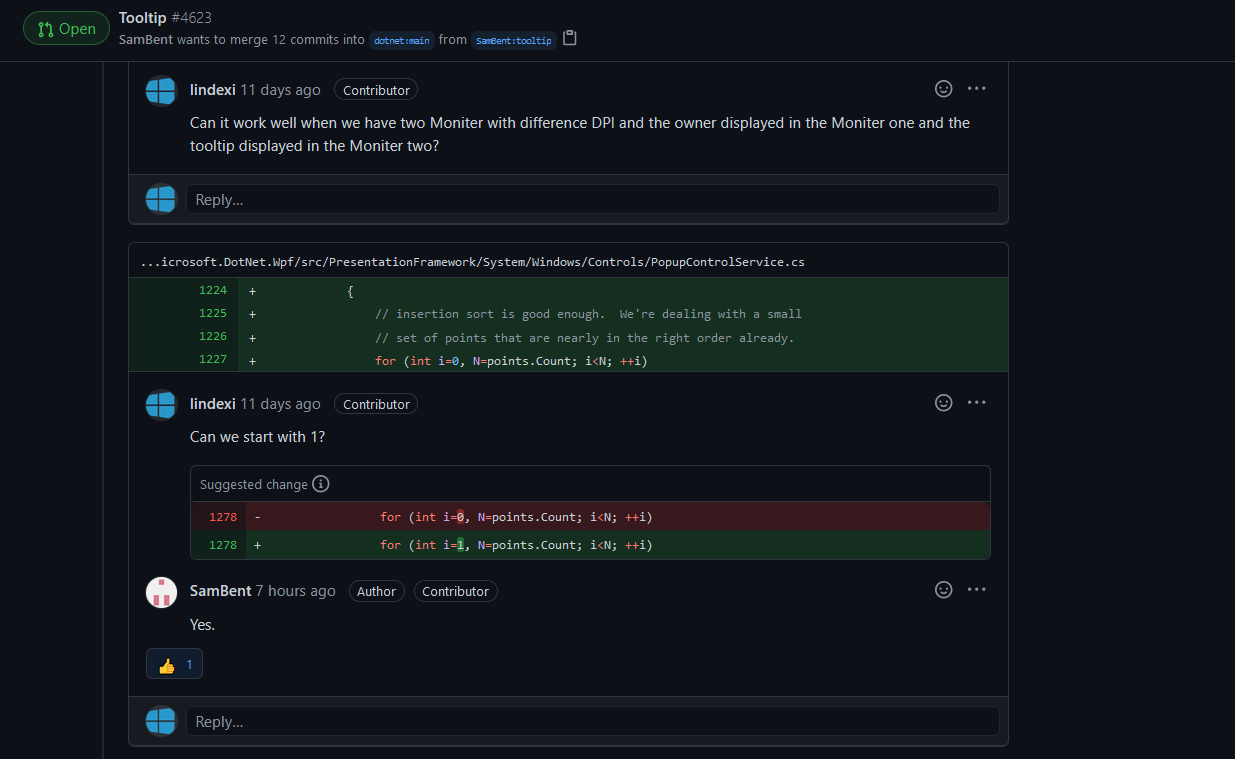 Open
Tooltip #4623
SamBent wants to merge 12 commits into dotnet:main from SamBent:tooltip
lindexi 11 days ago Contributor
Can it work well when we have two Moniter with difference DPI and the owner displayed in the Moniter one and the
tooltip displayed in the Moniter two?
Reply...
...icrosoft.DotNet.Wpf/src/PresentationFramework/System/Windows/Controls/PopupControlService.cs
1224 + {
1225 + // insertion sort is good enough.  We're dealing with a small
1226 + // set of points that are nearly in the right order already.
1227 + for (int i=0, N=points.Count; i<N; ++i)
lindexi 11 days ago Contributor
Can we start with 1?
Suggested change
1278 - for (int i=0, N=points.Count; i<N; ++i)
1278 + for (int i=1, N=points.Count; i<N; ++i)
SamBent 7 hours ago Author Contributor
Yes.
👍 1
Reply...